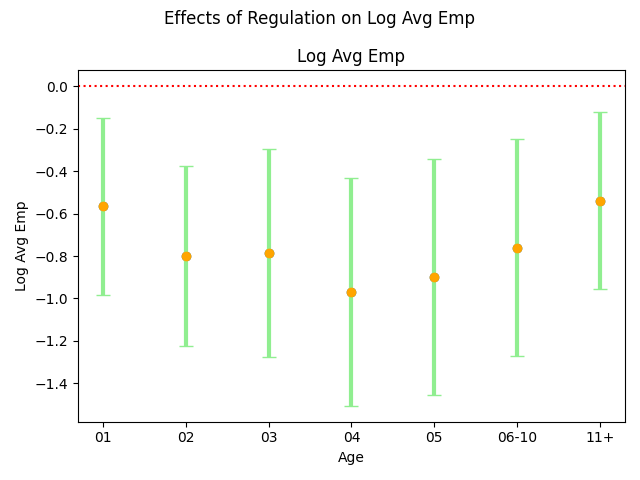 Effects of Regulation on Log Avg Emp
Log Avg Emp
0.0
−0.2
−0.4
−0.6
−0.8
−1.0
−1.2
−1.4
Log Avg Emp
01 02 03 04 05 06-10 11+
Age